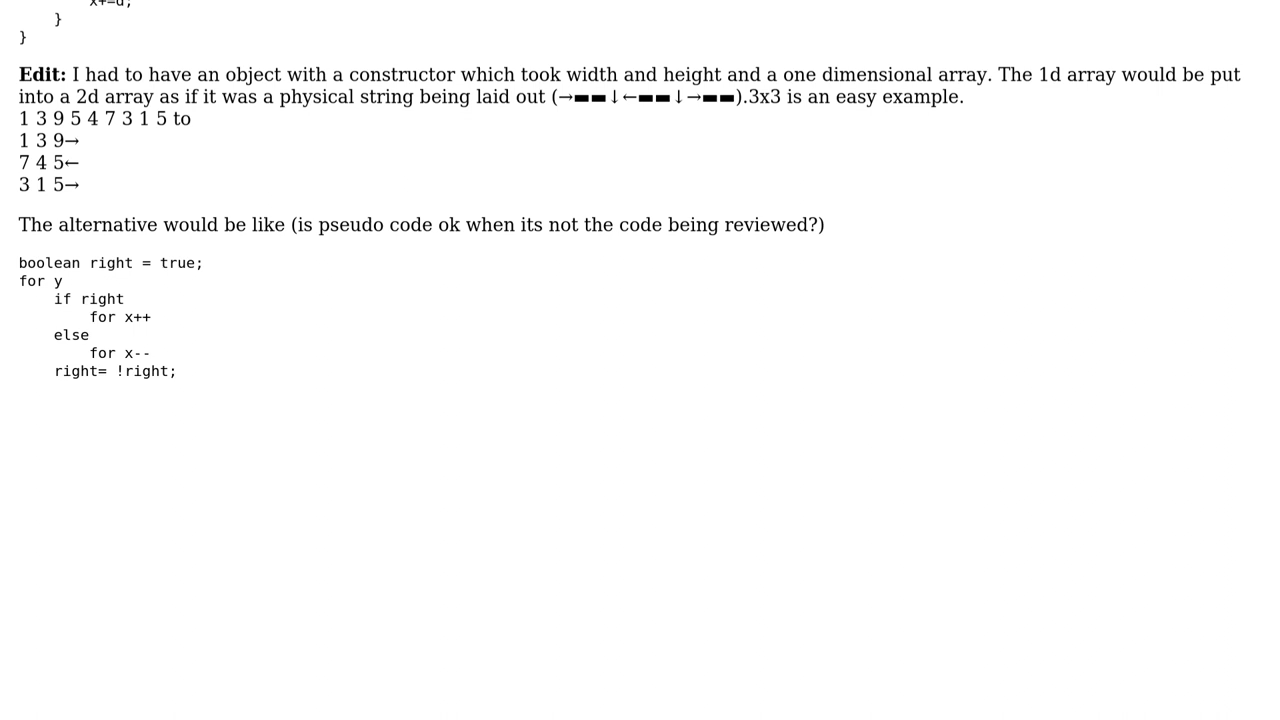 x+=d;
    }
}
Edit: I had to have an object with a constructor which took width and height and a one dimensional array. The 1d array would be put
into a 2d array as if it was a physical string being laid out (→▬▬↓←▬▬↓→▬▬).3x3 is an easy example.
1 3 9 5 4 7 3 1 5 to
1 3 9→
7 4 5←
3 1 5→
The alternative would be like (is pseudo code ok when its not the code being reviewed?)
boolean right = true;
for y
    if right
        for x++
    else
        for x--
    right= !right;